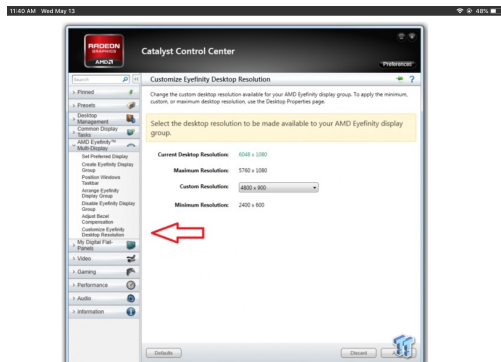 11:40 AM Wed May 13
48%
RADEON
GRAPHICS
AMD
Catalyst Control Center
Preferences
Search
Customize Eyefinity Desktop Resolution
?
Pinned
Presets
Desktop
Management
Common Display
Tasks
AMD Eyefinity™
Multi-Display
Set Preferred Display
Create Eyefinity Display
Group
Position Windows
Taskbar
Arrange Eyefinity
Display Group
Disable Eyefinity Display
Group
Adjust Bezel
Compensation
Customize Eyefinity
Desktop Resolution
My Digital Flat-
Panels
Video
Gaming
Performance
Audio
Information
Change the custom desktop resolution available for your AMD Eyefinity display group. To apply the minimum,
custom, or maximum desktop resolution, use the Desktop Properties page.
Select the desktop resolution to be made available to your AMD Eyefinity display
group.
Current Desktop Resolution: 6048 x 1080
Maximum Resolution: 5760 x 1080
Custom Resolution: 4800 x 900
Minimum Resolution: 2400 x 600
Defaults
Discard